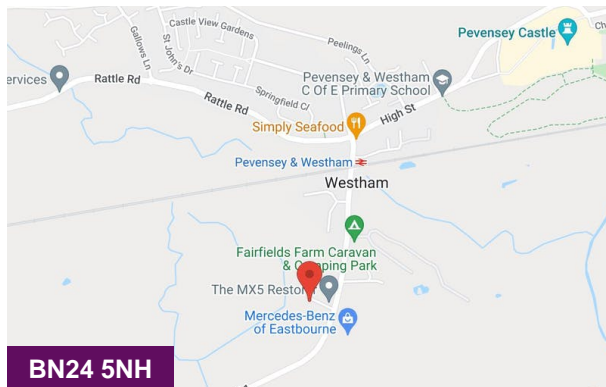 Castle View Gardens
Gallows Ln
St John's Dr
Peelings Ln
Pevensey Castle
ervices
Rattle Rd
Pevensey & Westham
C Of E Primary School
Springfield Cl
Rattle Rd
High St
Simply Seafood
Pevensey & Westham
Westham
Fairfields Farm Caravan
& Camping Park
The MX5 Restorer
Mercedes-Benz
of Eastbourne
BN24 5NH